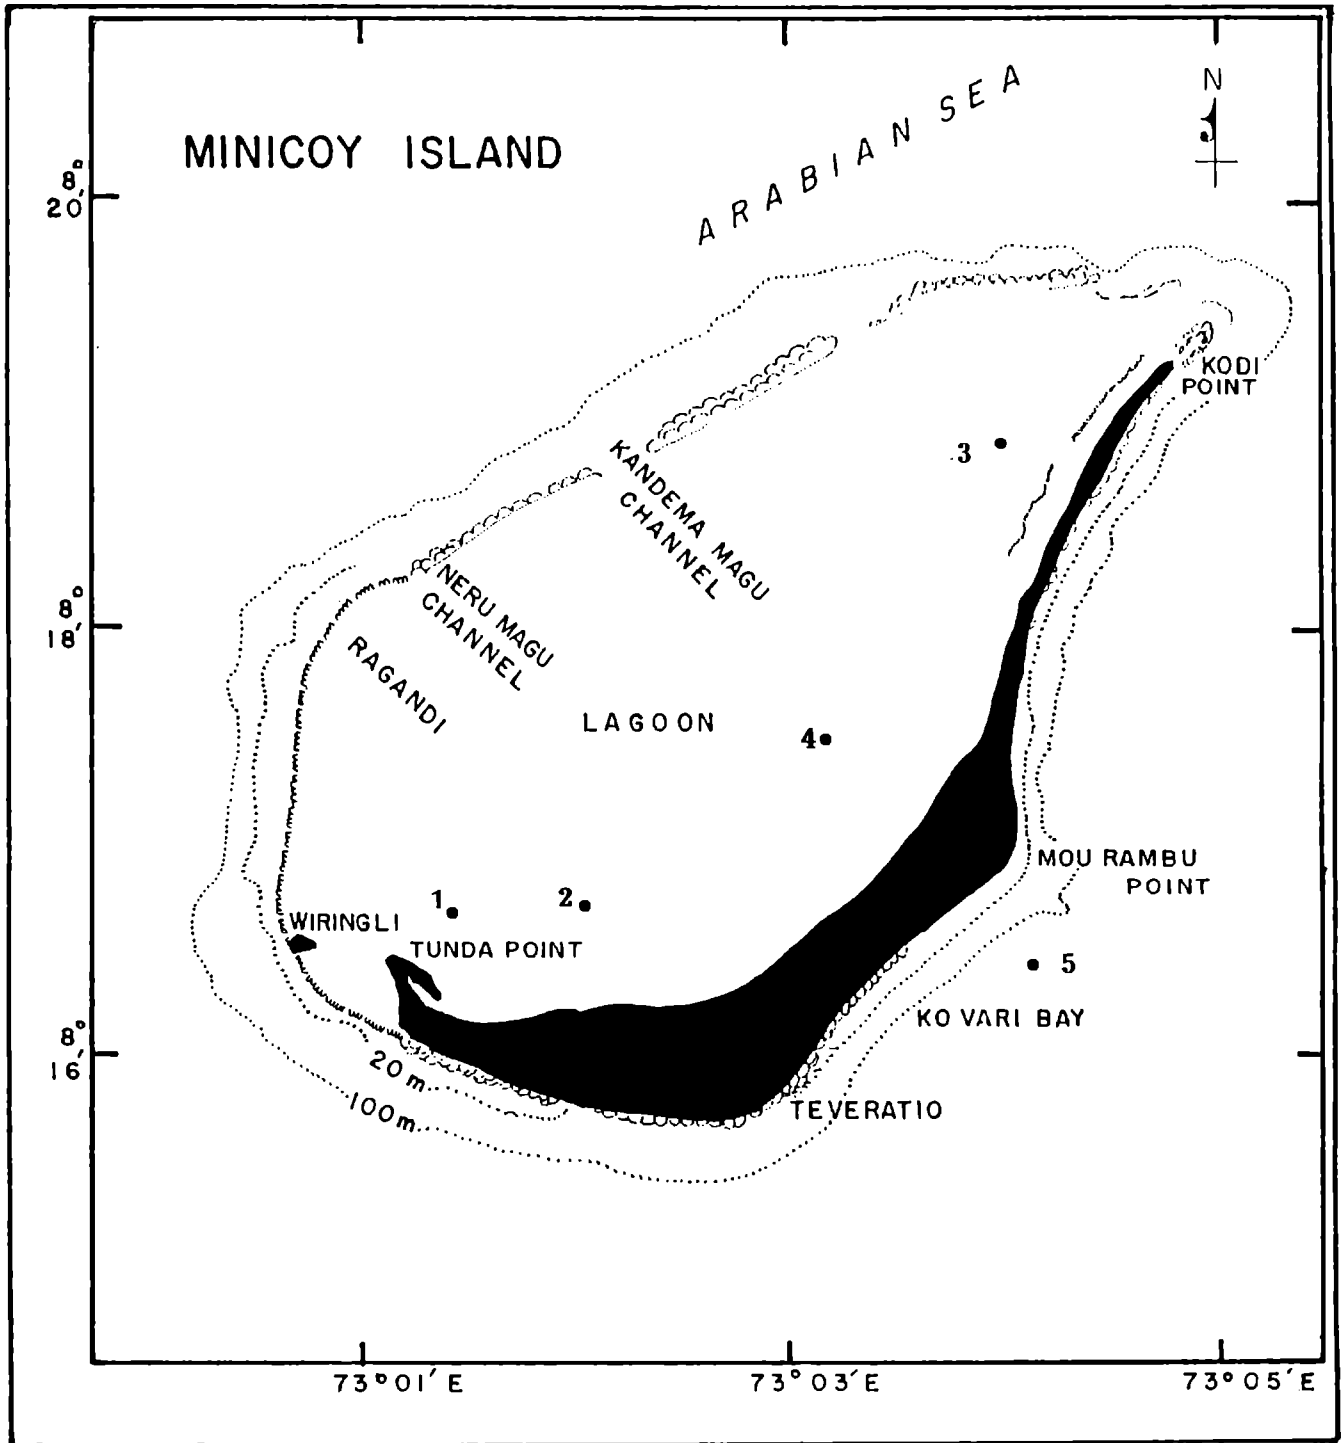 N
ARABIAN SEA
MINICOY ISLAND
8°
20'
KODI
POINT
3
KANDEMA MAGU
CHANNEL
NERU MAGU
CHANNEL
8°
18'
RAGANDI
LAGOON
4
MOU RAMBU
POINT
1
2
WIRINGLI
TUNDA POINT
5
KOVARI BAY
8°
16'
20 m
100m
TEVERATIO
73°01'E
73°03'E
73°05'E